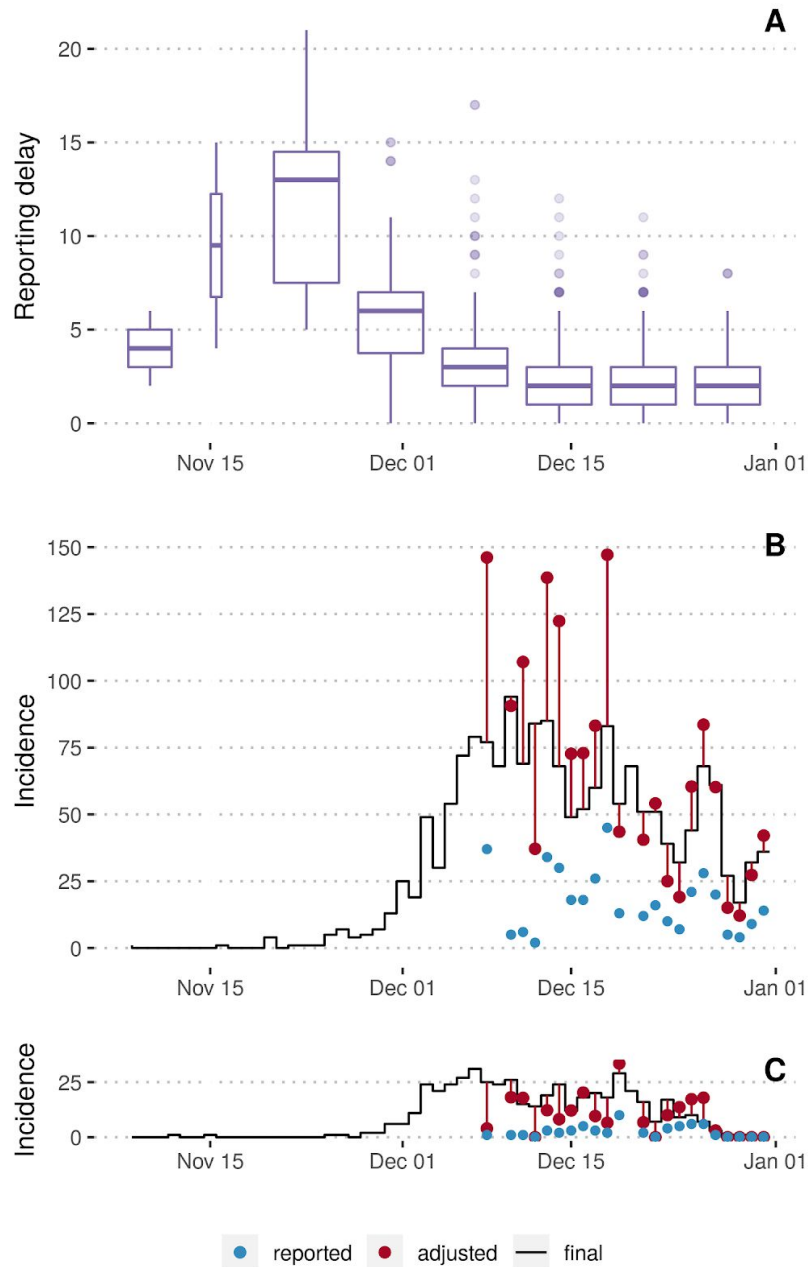 A
20
15
10
5
0
Reporting delay
Nov 15 Dec 01 Dec 15 Jan 01
B
150
125
100
75
50
25
0
Incidence
Nov 15 Dec 01 Dec 15 Jan 01
C
25
0
Incidence
Nov 15 Dec 01 Dec 15 Jan 01
reported adjusted final